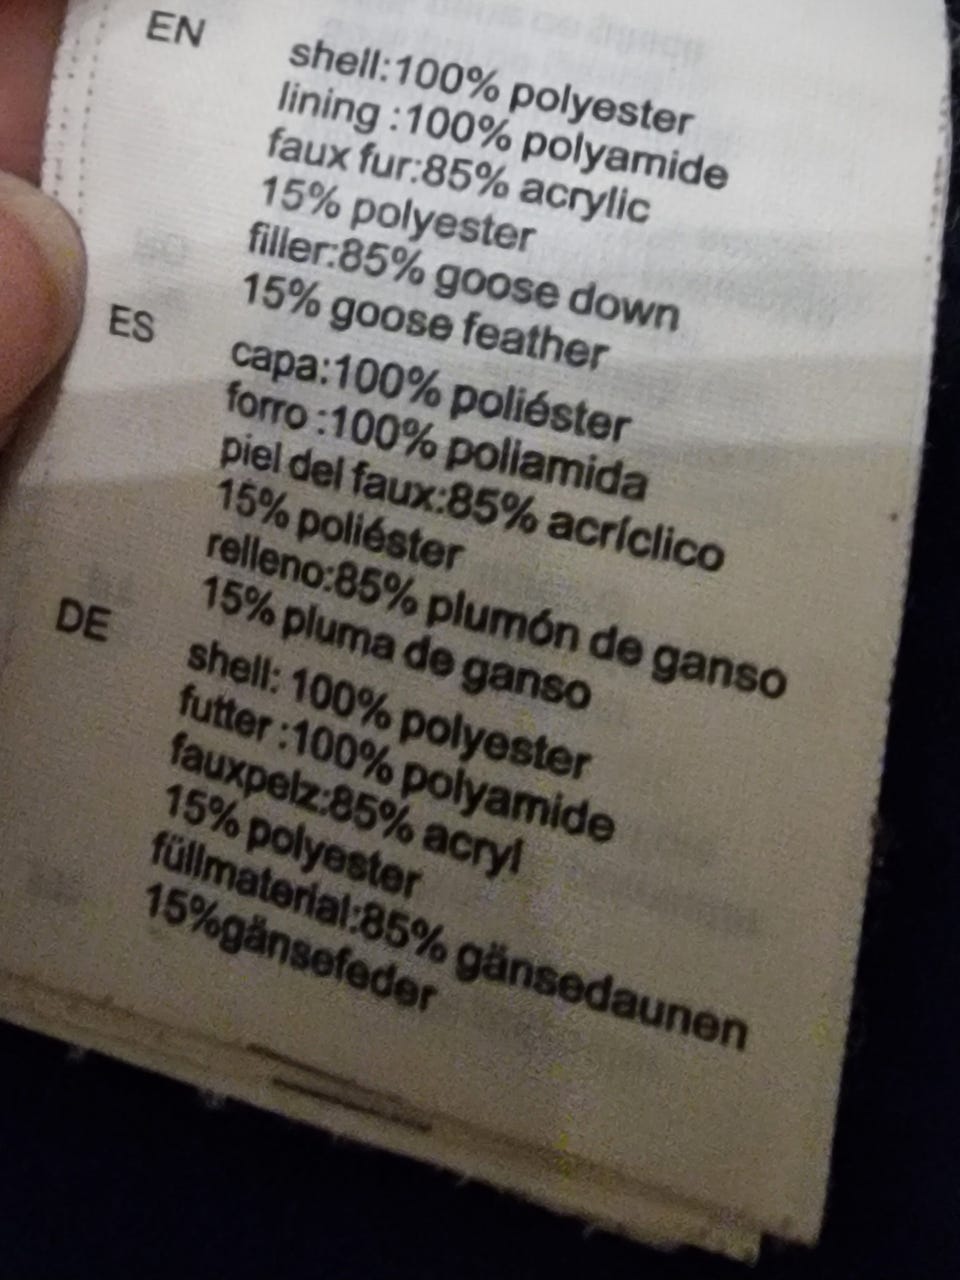 EN
shell:100% polyester
lining :100% polyamide
faux fur:85% acrylic
15% polyester
filler:85% goose down
15% goose feather
ES
capa:100% poliéster
forro :100% poliamida
piel del faux:85% acríclico
15% poliéster
relleno:85% plumón de ganso
15% pluma de ganso
DE
shell: 100% polyester
futter :100% polyamide
fauxpelz:85% acryl
15% polyester
füllmaterial:85% gänsedaunen
15%gänsefeder